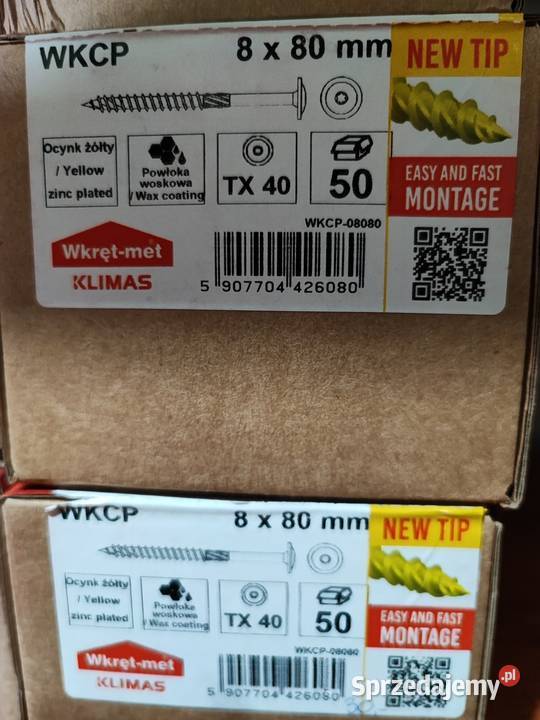 WKCP
8 x 80 mm
NEW TIP
Ocynk żółty
/ Yellow
zinc plated
Powłoka
woskowa
/ Wax coating
TX 40
50
EASY AND FAST
MONTAGE
WKCP-08080
Wkręt-met
KLIMAS
5 907704 426080
WKCP
8 x 80 mm
NEW TIP
Ocynk żółty
/ Yellow
zinc plated
Powłoka
woskowa
/ Wax coating
TX 40
50
EASY AND FAST
MONTAGE
WKCP-08080
Wkręt-met
KLIMAS
5 907704 426080
Sprzedajemy.pl